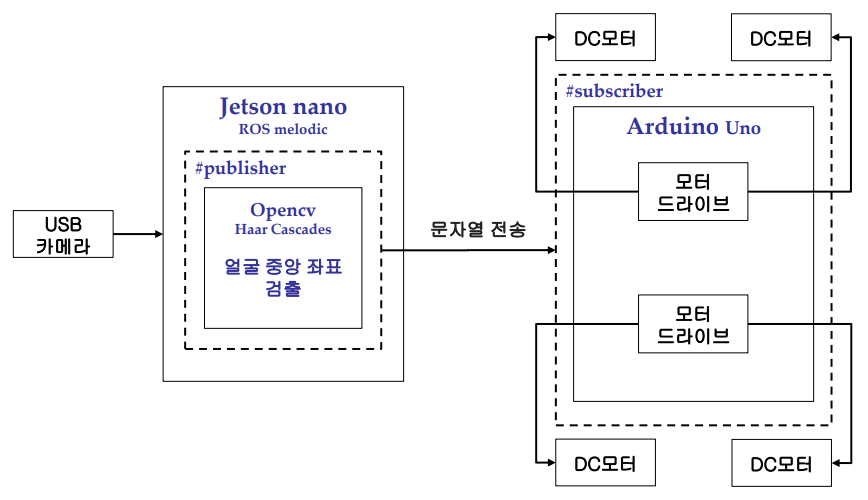 USB
카메라
Jetson nano
ROS melodic
#publisher
Opencv
Haar Cascades
얼굴 중앙 좌표
검출
문자열 전송
DC모터
DC모터
#subscriber
Arduino Uno
모터
드라이브
모터
드라이브
DC모터
DC모터